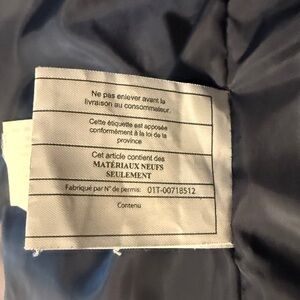 Ne pas enlever avant la
livraison au consommateur.
Cette étiquette est apposée
conformément à la loi de la
province
Cet article contient des
MATÉRIAUX NEUFS
SEULEMENT
Fabriqué par N° de permis: 01T-00718512
Contenu